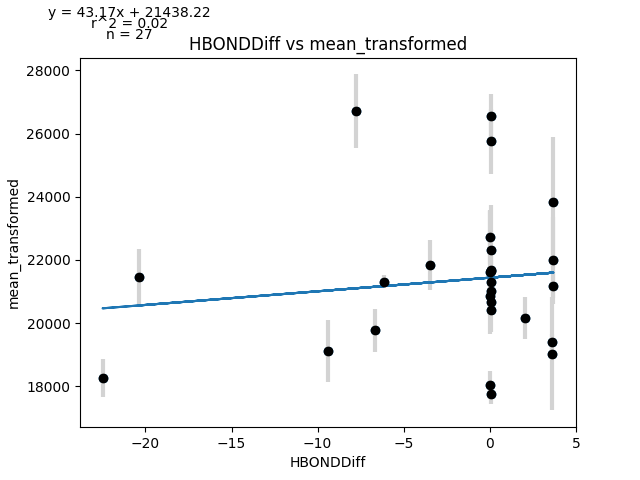 y = 43.17x + 21438.22
r^2 = 0.02
n = 27
HBONDDiff vs mean_transformed
28000
26000
24000
22000
20000
18000
mean_transformed
−20
−15
−10
−5
0
5
HBONDDiff